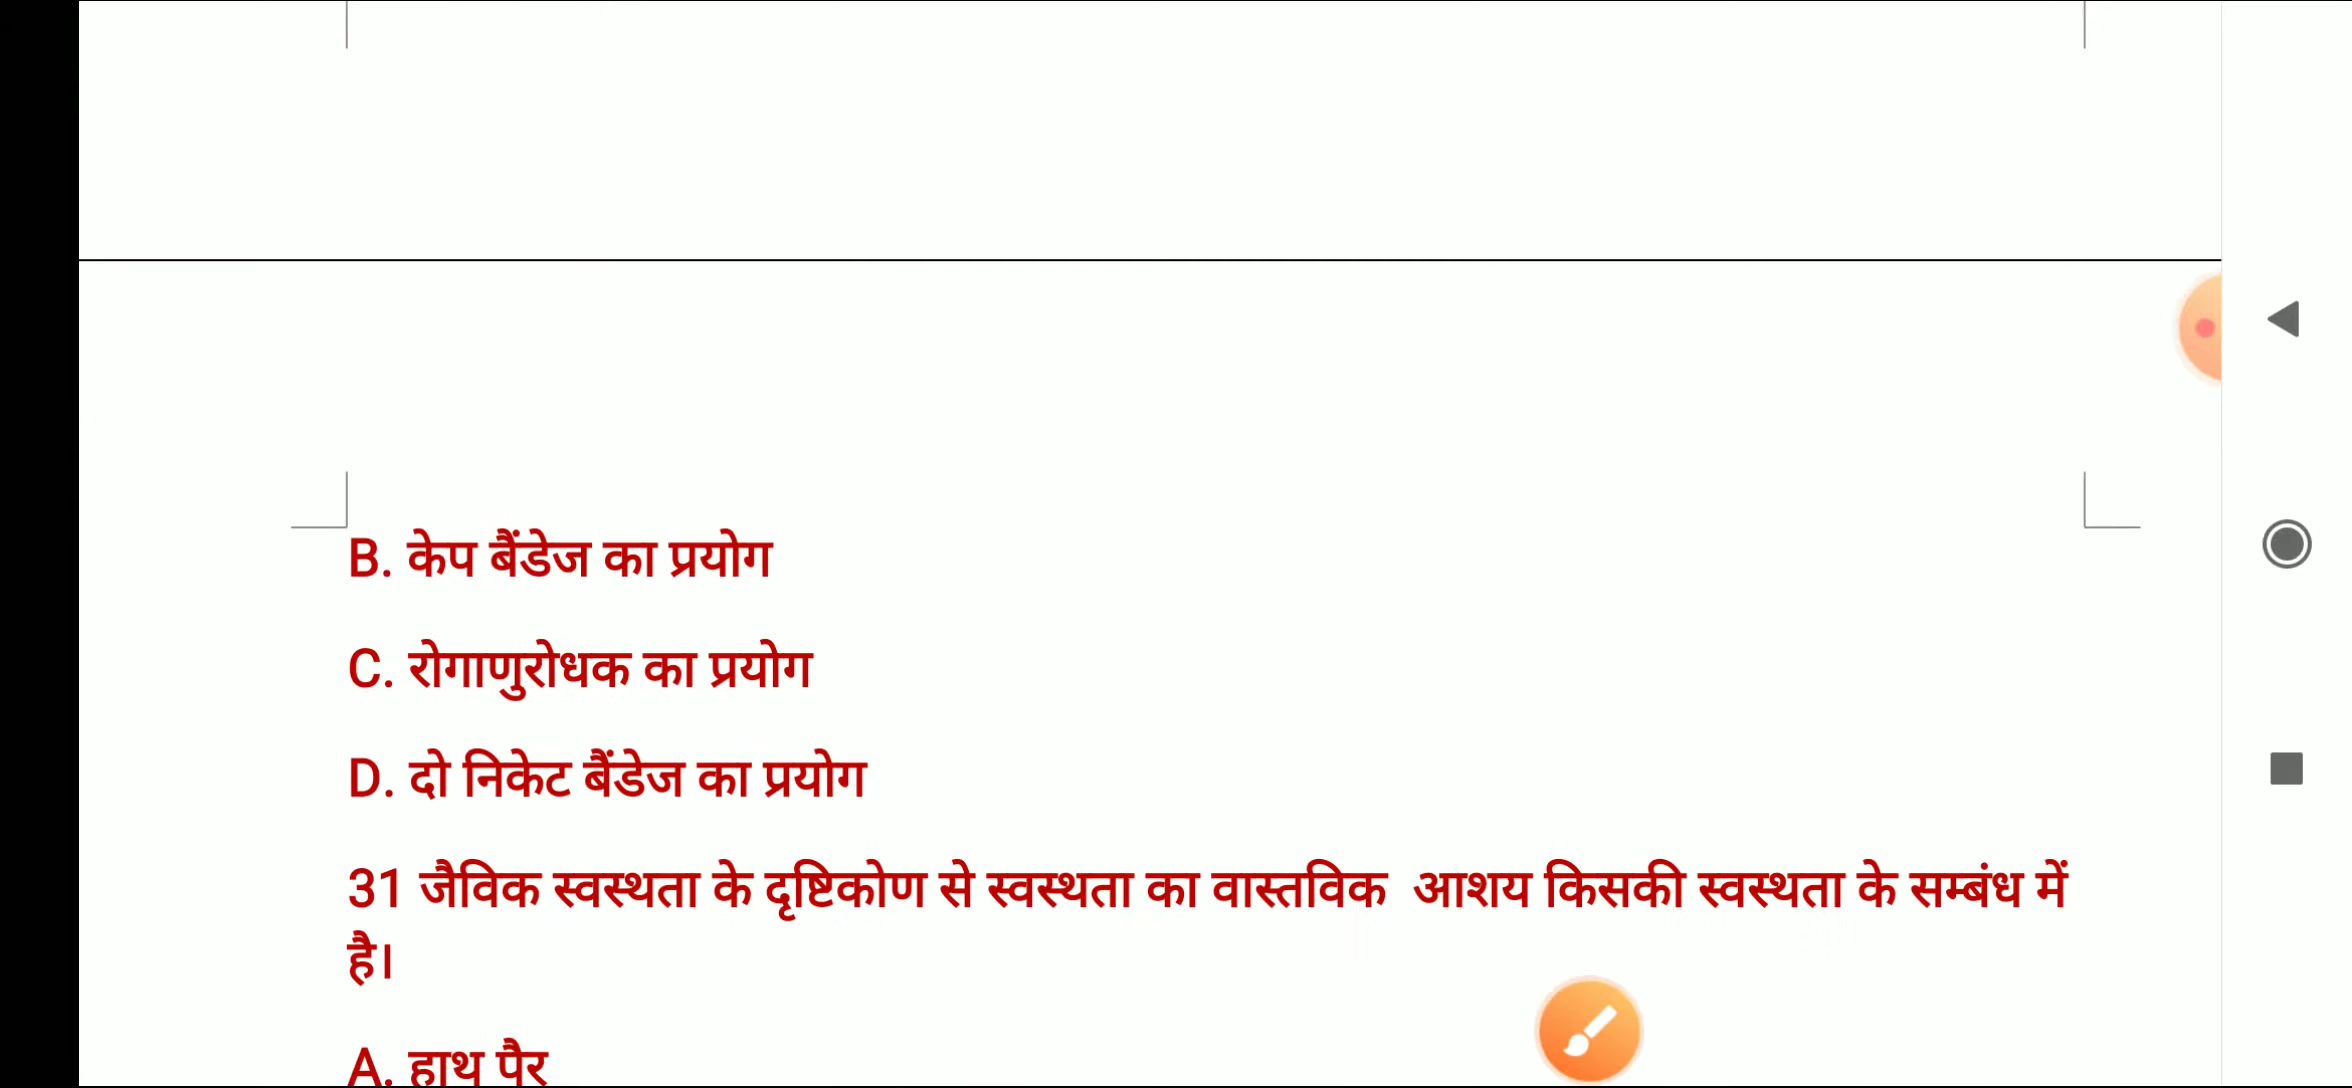 B. केप बैंडेज का प्रयोग
C. रोगाणुरोधक का प्रयोग
D. दो निकेट बैंडेज का प्रयोग
31 जैविक स्वस्थता के दृष्टिकोण से स्वस्थता का वास्तविक आशय किसकी स्वस्थता के सम्बंध में
है।
A. हाथ पैर